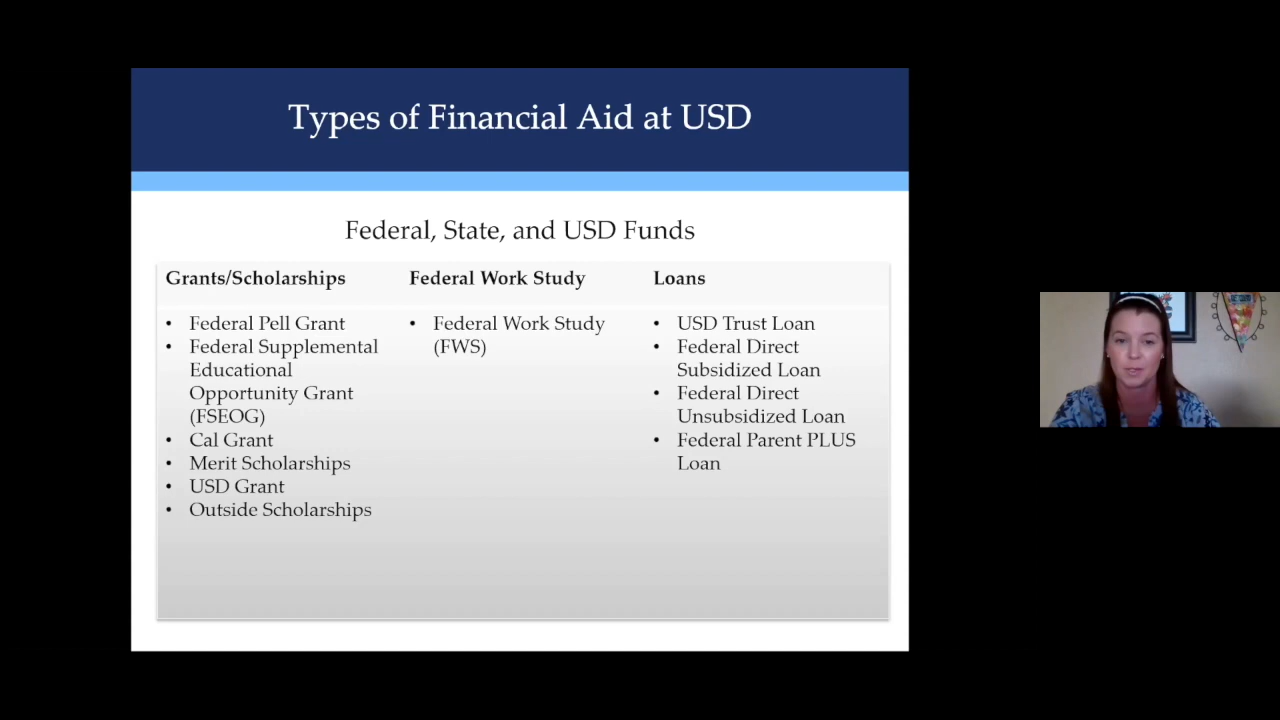 Types of Financial Aid at USD
Federal, State, and USD Funds
Grants/Scholarships
• Federal Pell Grant
• Federal Supplemental
Educational
Opportunity Grant
(FSEOG)
• Cal Grant
• Merit Scholarships
• USD Grant
• Outside Scholarships
Federal Work Study
• Federal Work Study
(FWS)
Loans
• USD Trust Loan
• Federal Direct
Subsidized Loan
• Federal Direct
Unsubsidized Loan
• Federal Parent PLUS
Loan